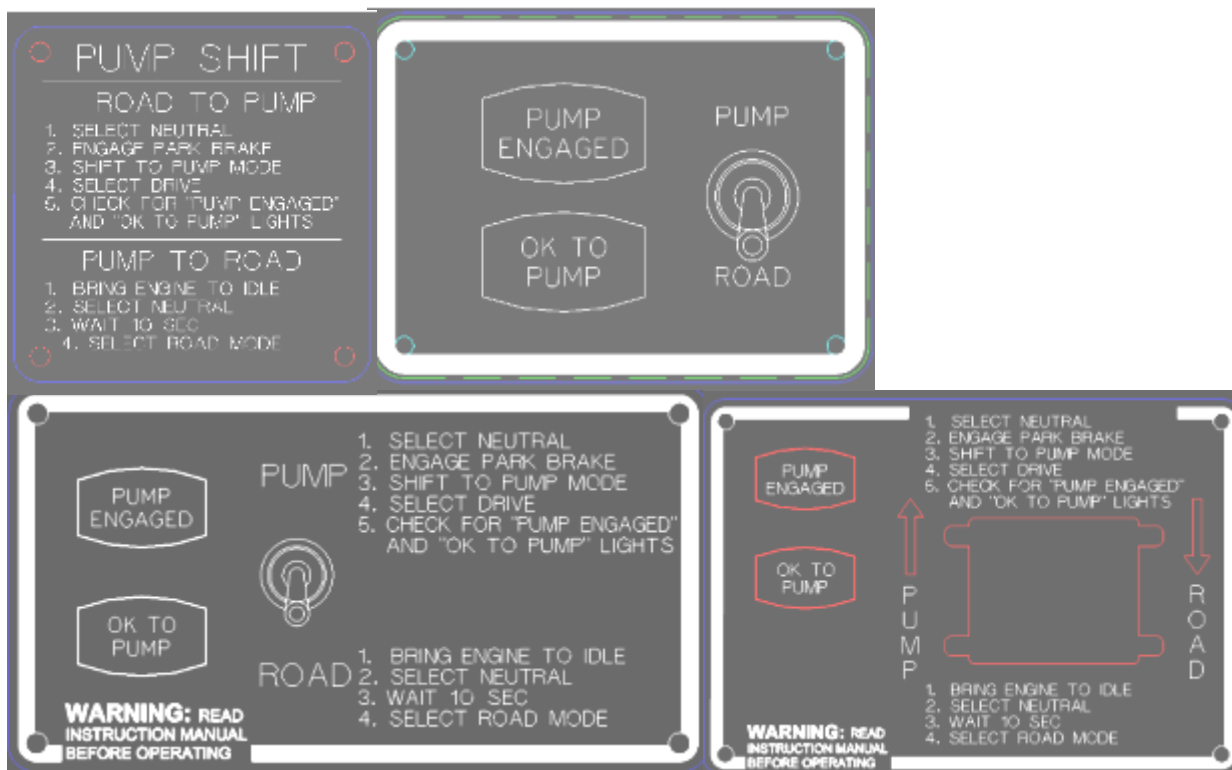 PUMP SHIFT
ROAD TO PUMP
1. SELECT NEUTRAL
2. ENGAGE PARK BRAKE
3. SHIFT TO PUMP MODE
4. SELECT DRIVE
5. CHECK FOR "PUMP ENGAGED"
AND "OK TO PUMP" LIGHTS
PUMP TO ROAD
1. BRING ENGINE TO IDLE
2. SELECT NEUTRAL
3. WAIT 10 SEC
4. SELECT ROAD MODE
PUMP
ENGAGED
OK TO
PUMP
PUMP
ROAD
PUMP
ENGAGED
OK TO
PUMP
PUMP
ROAD
1. SELECT NEUTRAL
2. ENGAGE PARK BRAKE
3. SHIFT TO PUMP MODE
4. SELECT DRIVE
5. CHECK FOR "PUMP ENGAGED"
AND "OK TO PUMP" LIGHTS
1. BRING ENGINE TO IDLE
2. SELECT NEUTRAL
3. WAIT 10 SEC
4. SELECT ROAD MODE
WARNING: READ
INSTRUCTION MANUAL
BEFORE OPERATING
PUMP
ENGAGED
OK TO
PUMP
1. SELECT NEUTRAL
2. ENGAGE PARK BRAKE
3. SHIFT TO PUMP MODE
4. SELECT DRIVE
5. CHECK FOR "PUMP ENGAGED"
AND "OK TO PUMP" LIGHTS
PUMP
ROAD
1. BRING ENGINE TO IDLE
2. SELECT NEUTRAL
3. WAIT 10 SEC
4. SELECT ROAD MODE
WARNING: READ
INSTRUCTION MANUAL
BEFORE OPERATING